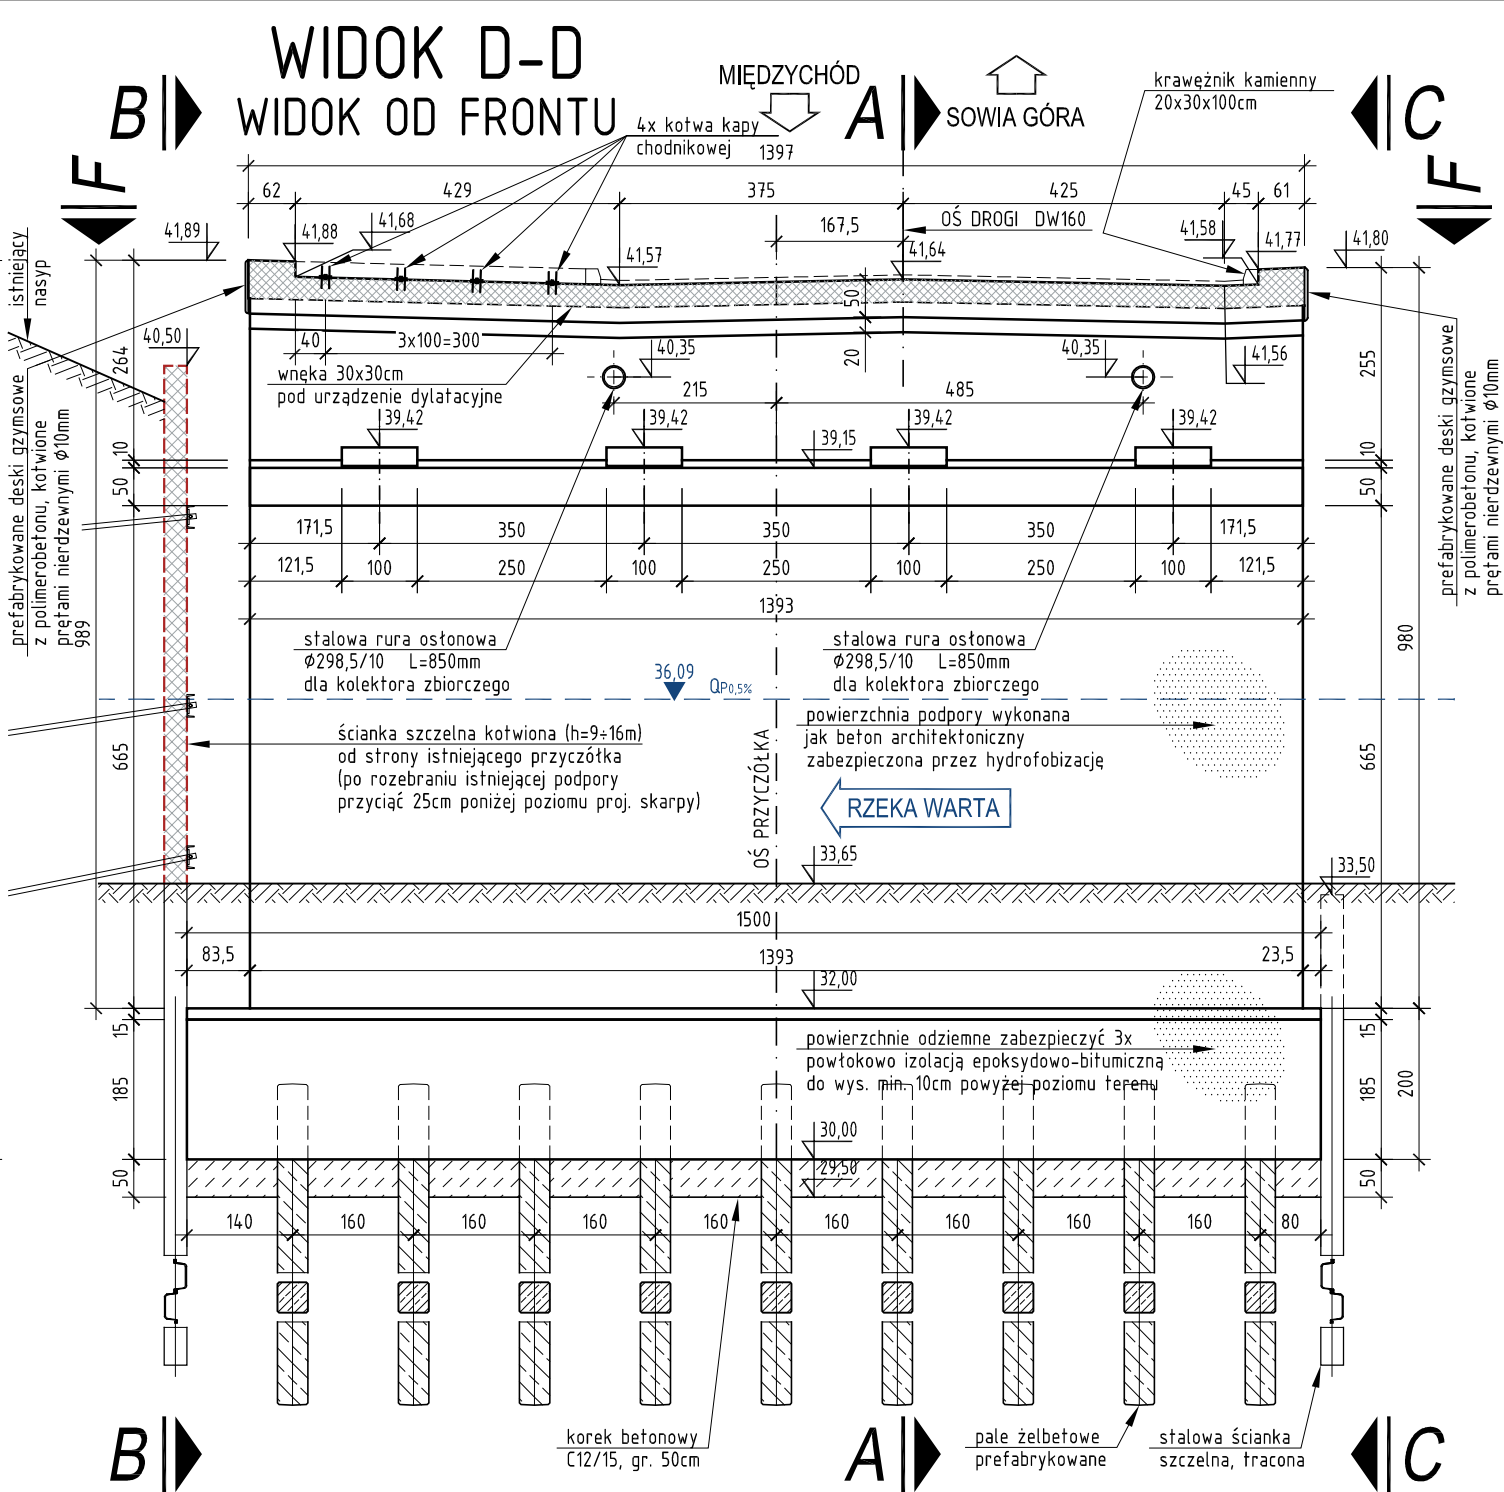 WIDOK D-D
WIDOK OD FRONTU
B
A
C
MIĘDZYCHÓD
SOWIA GÓRA
krawężnik kamienny
20x30x100cm
4x kotwa kapy
chodnikowej
F
F
1397
62
429
375
425
45
61
167,5
OŚ DROGI DW160
41,89
41,88
41,68
41,57
41,64
41,58
41,77
41,80
istniejący
nasyp
40,50
40
3x100=300
50
20
41,56
wnęka 30x30cm
pod urządzenie dylatacyjne
40,35
40,35
215
485
264
255
39,42
39,42
39,42
39,42
39,15
10
50
10
50
prefabrykowane deski gzymsowe
z polimerobetonu, kotwione
prętami nierdzewnymi ϕ10mm
prefabrykowane deski gzymsowe
z polimerobetonu, kotwione
prętami nierdzewnymi ϕ10mm
171,5
350
350
350
171,5
121,5
100
250
100
250
100
250
100
121,5
1393
989
980
stalowa rura osłonowa
ϕ298,5/10 L=850mm
dla kolektora zbiorczego
stalowa rura osłonowa
ϕ298,5/10 L=850mm
dla kolektora zbiorczego
36,09
QP0,5%
ścianka szczelna kotwiona (h=9÷16m)
od strony istniejącego przyczółka
(po rozebraniu istniejącej podpory
przyciąć 25cm poniżej poziomu proj. skarpy)
powierzchnia podpory wykonana
jak beton architektoniczny
zabezpieczona przez hydrofobizację
OŚ PRZYCZÓŁKA
RZEKA WARTA
665
665
33,65
33,50
1500
83,5
1393
23,5
32,00
15
15
powierzchnie odziemne zabezpieczyć 3x
powłokowo izolacją epoksydowo-bitumiczną
do wys. min. 10cm powyżej poziomu terenu
185
185
200
30,00
29,50
50
50
140
160
160
160
160
160
160
160
160
80
korek betonowy
C12/15, gr. 50cm
pale żelbetowe
prefabrykowane
stalowa ścianka
szczelna, tracona
B
A
C